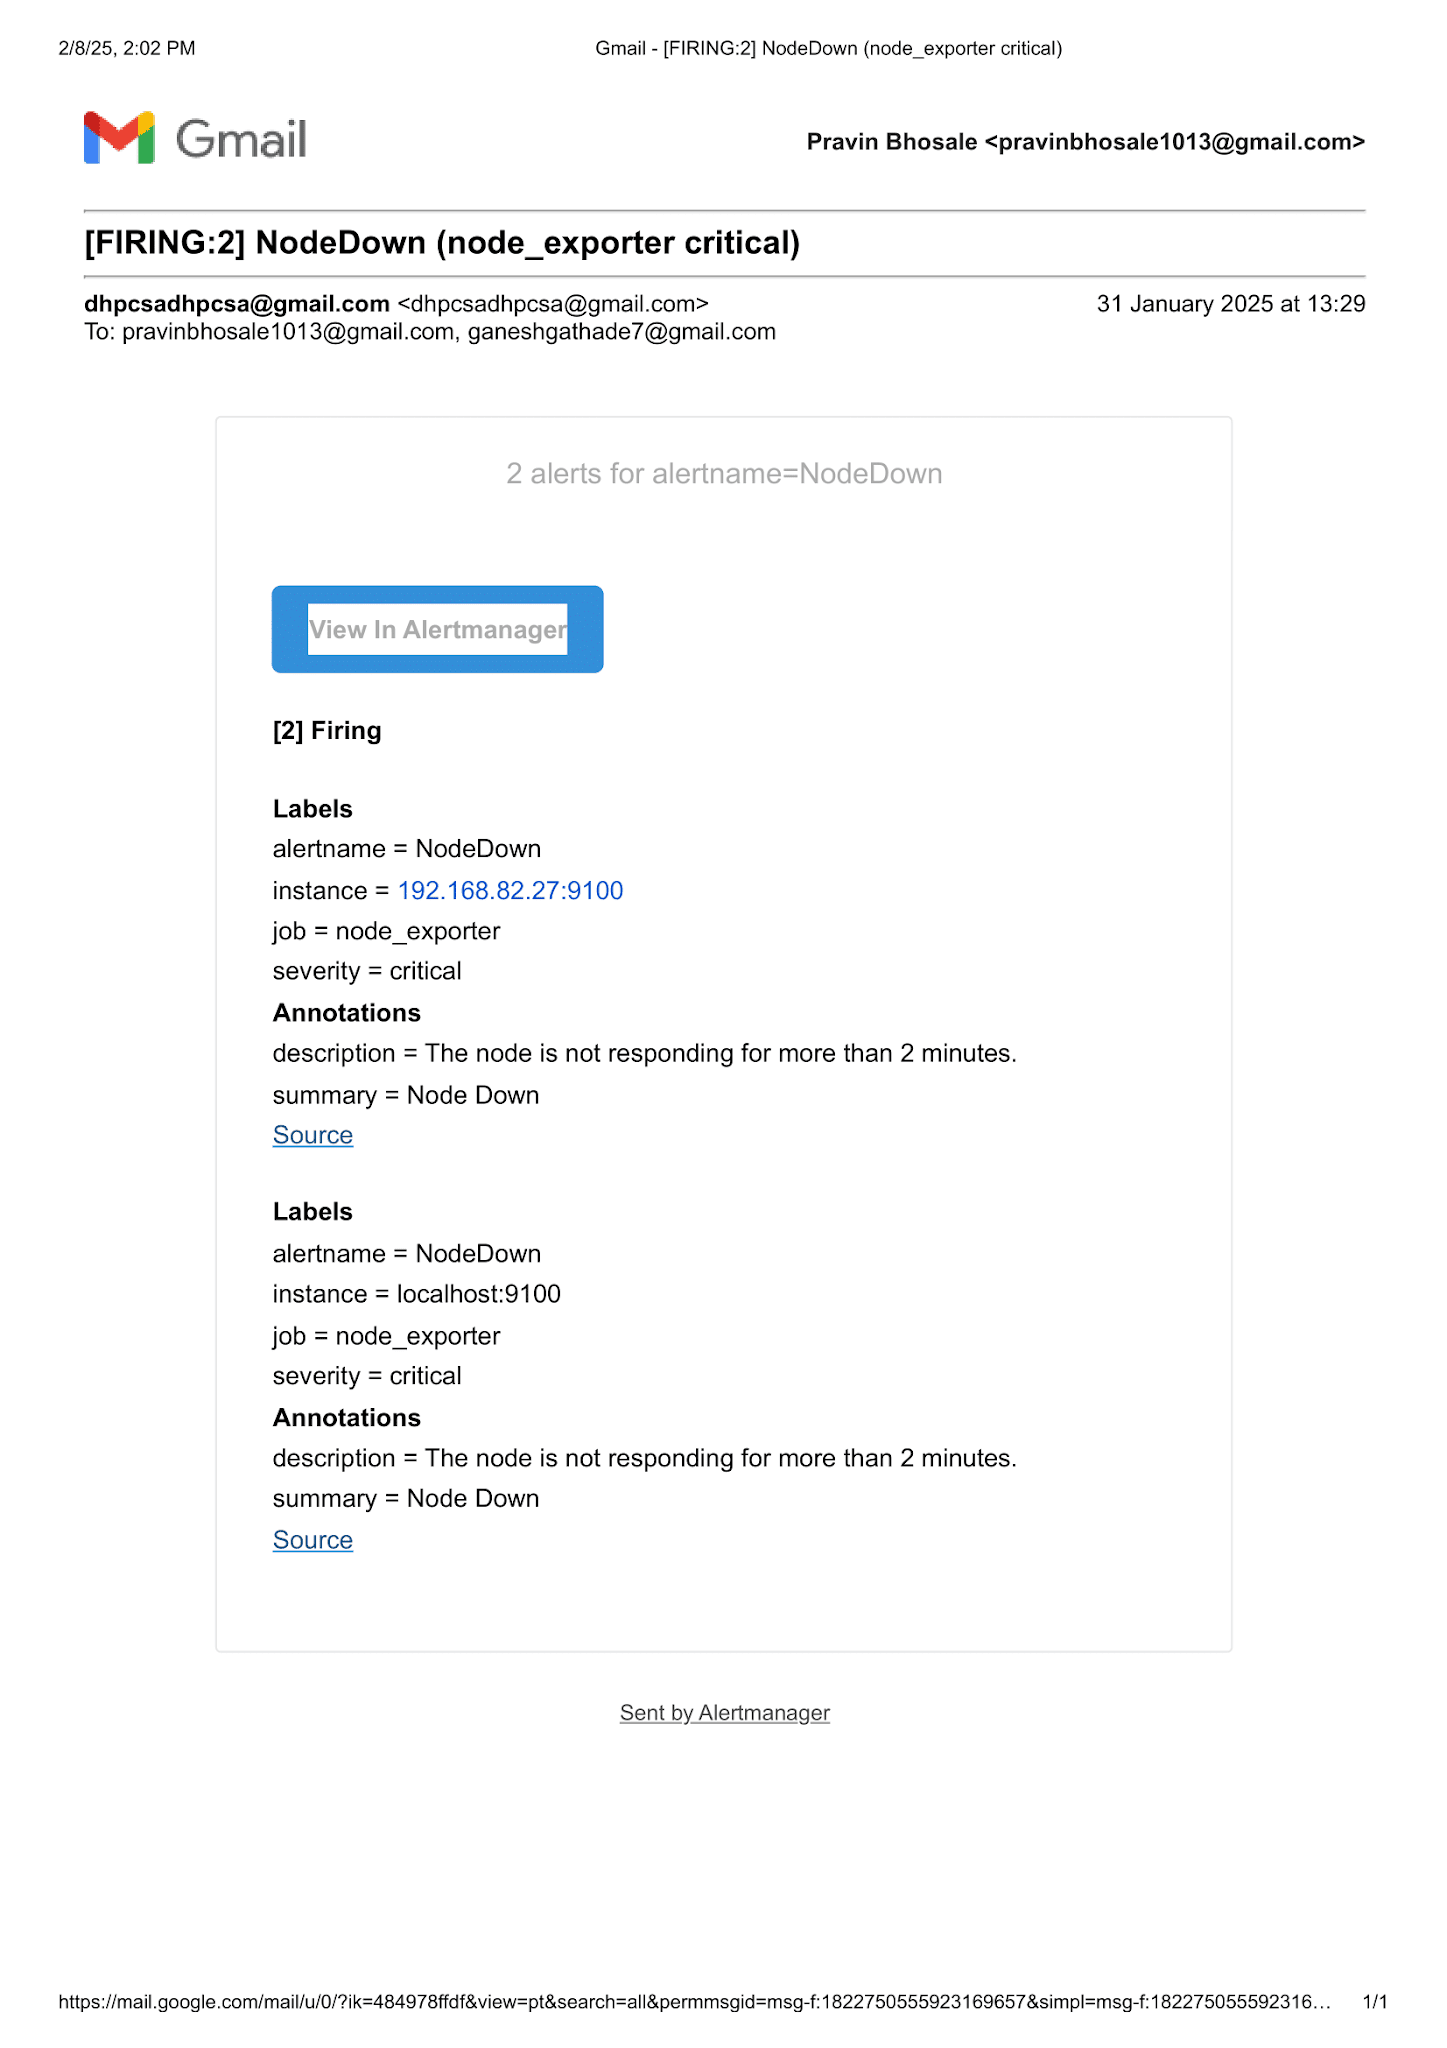 2/8/25, 2:02 PM
Gmail - [FIRING:2] NodeDown (node_exporter critical)
Gmail
Pravin Bhosale <pravinbhosale1013@gmail.com>
[FIRING:2] NodeDown (node_exporter critical)
dhpcsadhpcsa@gmail.com <dhpcsadhpcsa@gmail.com>
31 January 2025 at 13:29
To: pravinbhosale1013@gmail.com, ganeshgathade7@gmail.com
2 alerts for alertname=NodeDown
View In Alertmanager
[2] Firing
Labels
alertname = NodeDown
instance = 192.168.82.27:9100
job = node_exporter
severity = critical
Annotations
description = The node is not responding for more than 2 minutes.
summary = Node Down
Source
Labels
alertname = NodeDown
instance = localhost:9100
job = node_exporter
severity = critical
Annotations
description = The node is not responding for more than 2 minutes.
summary = Node Down
Source
Sent by Alertmanager
https://mail.google.com/mail/u/0/?ik=484978ffdf&view=pt&search=all&permmsgid=msg-f:1822750555923169657&simpl=msg-f:182275055592316…
1/1